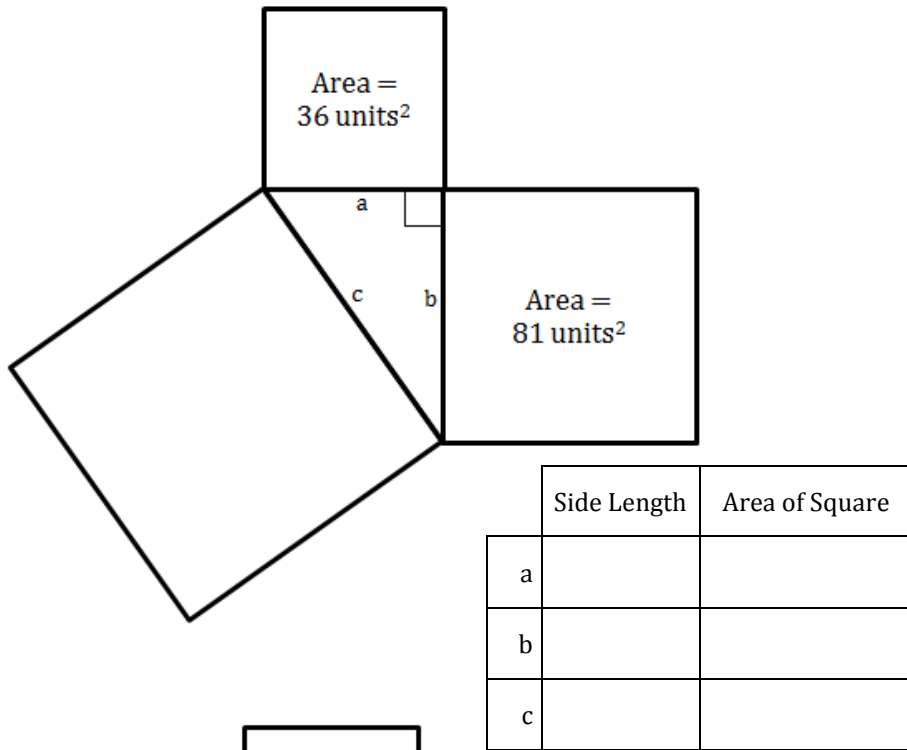 Area =
36 units²
a
c
b
Area =
81 units²
Side Length Area of Square
a
b
c